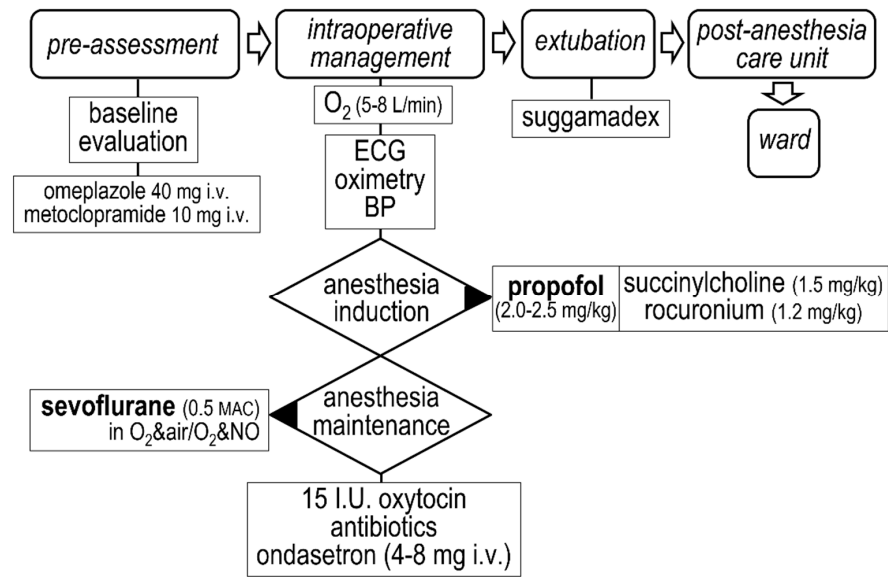 pre-assessment
intraoperative
management
extubation
post-anesthesia
care unit
baseline
evaluation
omeplazole 40 mg i.v.
metoclopramide 10 mg i.v.
O₂ (5-8 L/min)
ECG
oximetry
BP
suggamadex
ward
anesthesia
induction
propofol
(2.0-2.5 mg/kg)
succinylcholine (1.5 mg/kg)
rocuronium (1.2 mg/kg)
anesthesia
maintenance
sevoflurane (0.5 MAC)
in O₂&air/O₂&NO
15 I.U. oxytocin
antibiotics
ondasetron (4-8 mg i.v.)